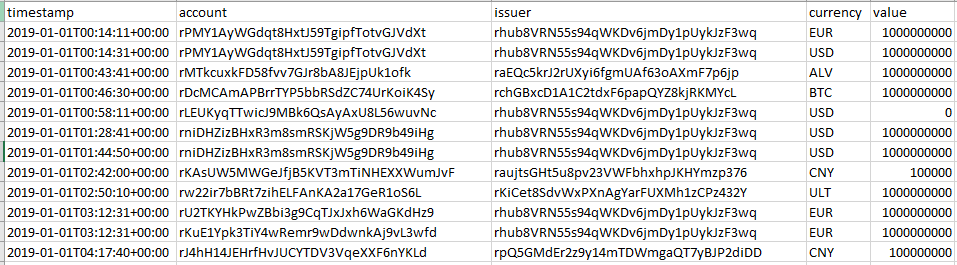 timestamp account issuer currency value
2019-01-01T00:14:11+00:00 rPMY1AyWGdqt8HxtJ59TgipfTotvGJVdXt rhub8VRN55s94qWKDv6jmDy1pUykJzF3wq EUR 1000000000
2019-01-01T00:14:31+00:00 rPMY1AyWGdqt8HxtJ59TgipfTotvGJVdXt rhub8VRN55s94qWKDv6jmDy1pUykJzF3wq USD 1000000000
2019-01-01T00:43:41+00:00 rMTkcuxkFD58fvv7GJr8bA8JEjpUk1ofk raEQc5krJ2rUXyi6fgmUAf63oAXmF7p6jp ALV 1000000000
2019-01-01T00:46:30+00:00 rDcMCAmAPBrrTYP5bbRSdZC74UrKoiK4Sy rchGBxcD1A1C2tdxF6papQYZ8kjRKMYcL BTC 1000000000
2019-01-01T00:58:11+00:00 rLEUKyqTTwicJ9MBk6QsAyAxU8L56wuvNc rhub8VRN55s94qWKDv6jmDy1pUykJzF3wq USD 0
2019-01-01T01:28:41+00:00 rniDHZizBHxR3m8smRSKjW5g9DR9b49iHg rhub8VRN55s94qWKDv6jmDy1pUykJzF3wq USD 1000000000
2019-01-01T01:44:50+00:00 rniDHZizBHxR3m8smRSKjW5g9DR9b49iHg rhub8VRN55s94qWKDv6jmDy1pUykJzF3wq USD 1000000000
2019-01-01T02:42:00+00:00 rKAsUW5MWGeJfjB5KVT3mTiNHEXXWumJvF raujtsGHt5u8pv23VWFbhxhpJKHYmzp376 CNY 100000
2019-01-01T02:50:10+00:00 rw22ir7bBRt7zihELFAnKA2a17GeR1oS6L rKiCet8SdvWxPXnAgYarFUXMh1zCPz432Y ULT 1000000000
2019-01-01T03:12:31+00:00 rU2TKYHkPwZBbi3g9CqTJxJxh6WaGKdHz9 rhub8VRN55s94qWKDv6jmDy1pUykJzF3wq EUR 1000000000
2019-01-01T03:12:31+00:00 rKuE1Ypk3TiY4wRemr9wDdwnkAj9vL3wfd rhub8VRN55s94qWKDv6jmDy1pUykJzF3wq EUR 1000000000
2019-01-01T04:17:40+00:00 rJ4hH14JEHrfHvJUCYTDV3VqeXXF6nYKLd rpQ5GMdEr2z9y14mTDWmgaQT7yBJP2diDD CNY 100000000